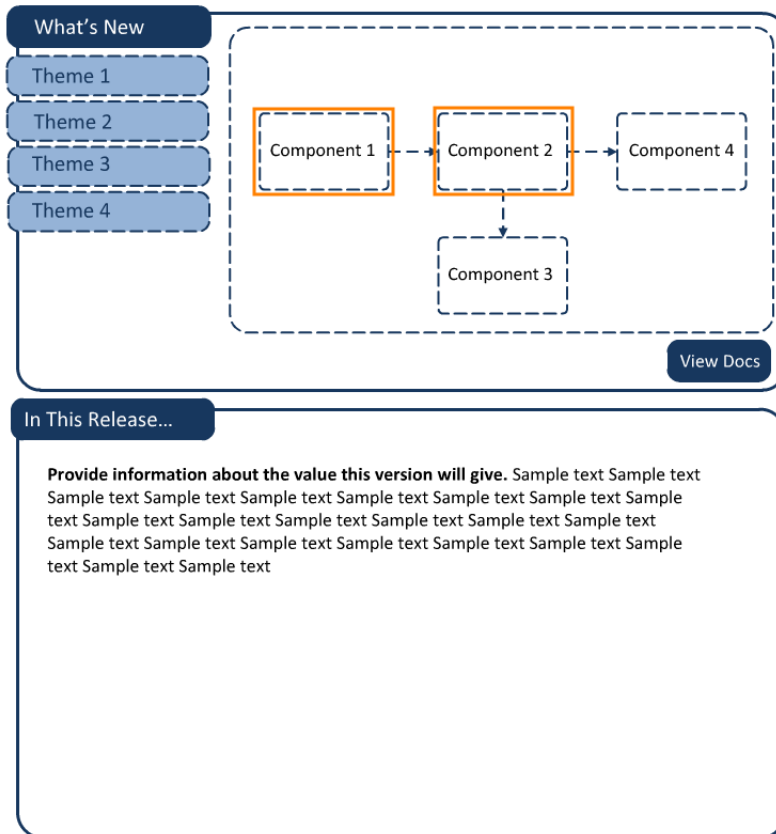 What's New
Theme 1
Theme 2
Theme 3
Theme 4
Component 1
Component 2
Component 4
Component 3
View Docs
In This Release...
Provide information about the value this version will give. Sample text Sample text
Sample text Sample text Sample text Sample text Sample text Sample text Sample
text Sample text Sample text Sample text Sample text Sample text Sample text
Sample text Sample text Sample text Sample text Sample text Sample text Sample
text Sample text Sample text